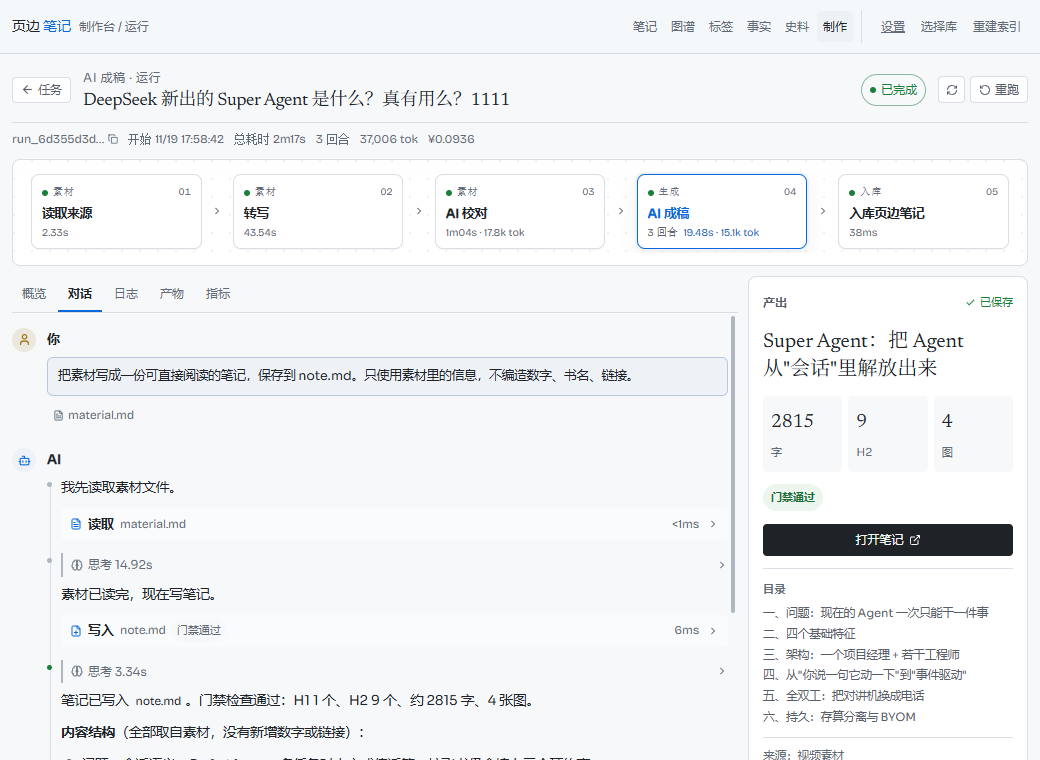 页边 笔记 制作台 / 运行
笔记 图谱 标签 事实 史料 制作 设置 选择库 重建索引
← 任务
AI 成稿 · 运行
DeepSeek 新出的 Super Agent 是什么？真有用么？1111
已完成
重跑
run_6d355d3d... 开始 11/19 17:58:42 总耗时 2m17s 3 回合 37,006 tok ¥0.0936
素材 01
读取来源
2.33s
素材 02
转写
43.54s
素材 03
AI 校对
1m04s · 17.8k tok
生成 04
AI 成稿
3 回合 19.48s · 15.1k tok
入库 05
入库页边笔记
38ms
概览 对话 日志 产物 指标
你
把素材写成一份可直接阅读的笔记，保存到 note.md。只使用素材里的信息，不编造数字、书名、链接。
material.md
AI
我先读取素材文件。
读取 material.md <1ms
思考 14.92s
素材已读完，现在写笔记。
写入 note.md 门禁通过 6ms
思考 3.34s
笔记已写入 note.md 。门禁检查通过：H1 1 个、H2 9 个、约 2815 字、4 张图。
内容结构（全部取自素材，没有新增数字或链接）：
产出 已保存
Super Agent：把 Agent
从"会话"里解放出来
2815
字
9
H2
4
图
门禁通过
打开笔记
目录
一、问题：现在的 Agent 一次只能干一件事
二、四个基础特征
三、架构：一个项目经理 + 若干工程师
四、从"你说一句它动一下"到"事件驱动"
五、全双工：把对讲机换成电话
六、持久：存算分离与 BYOM
来源：视频素材